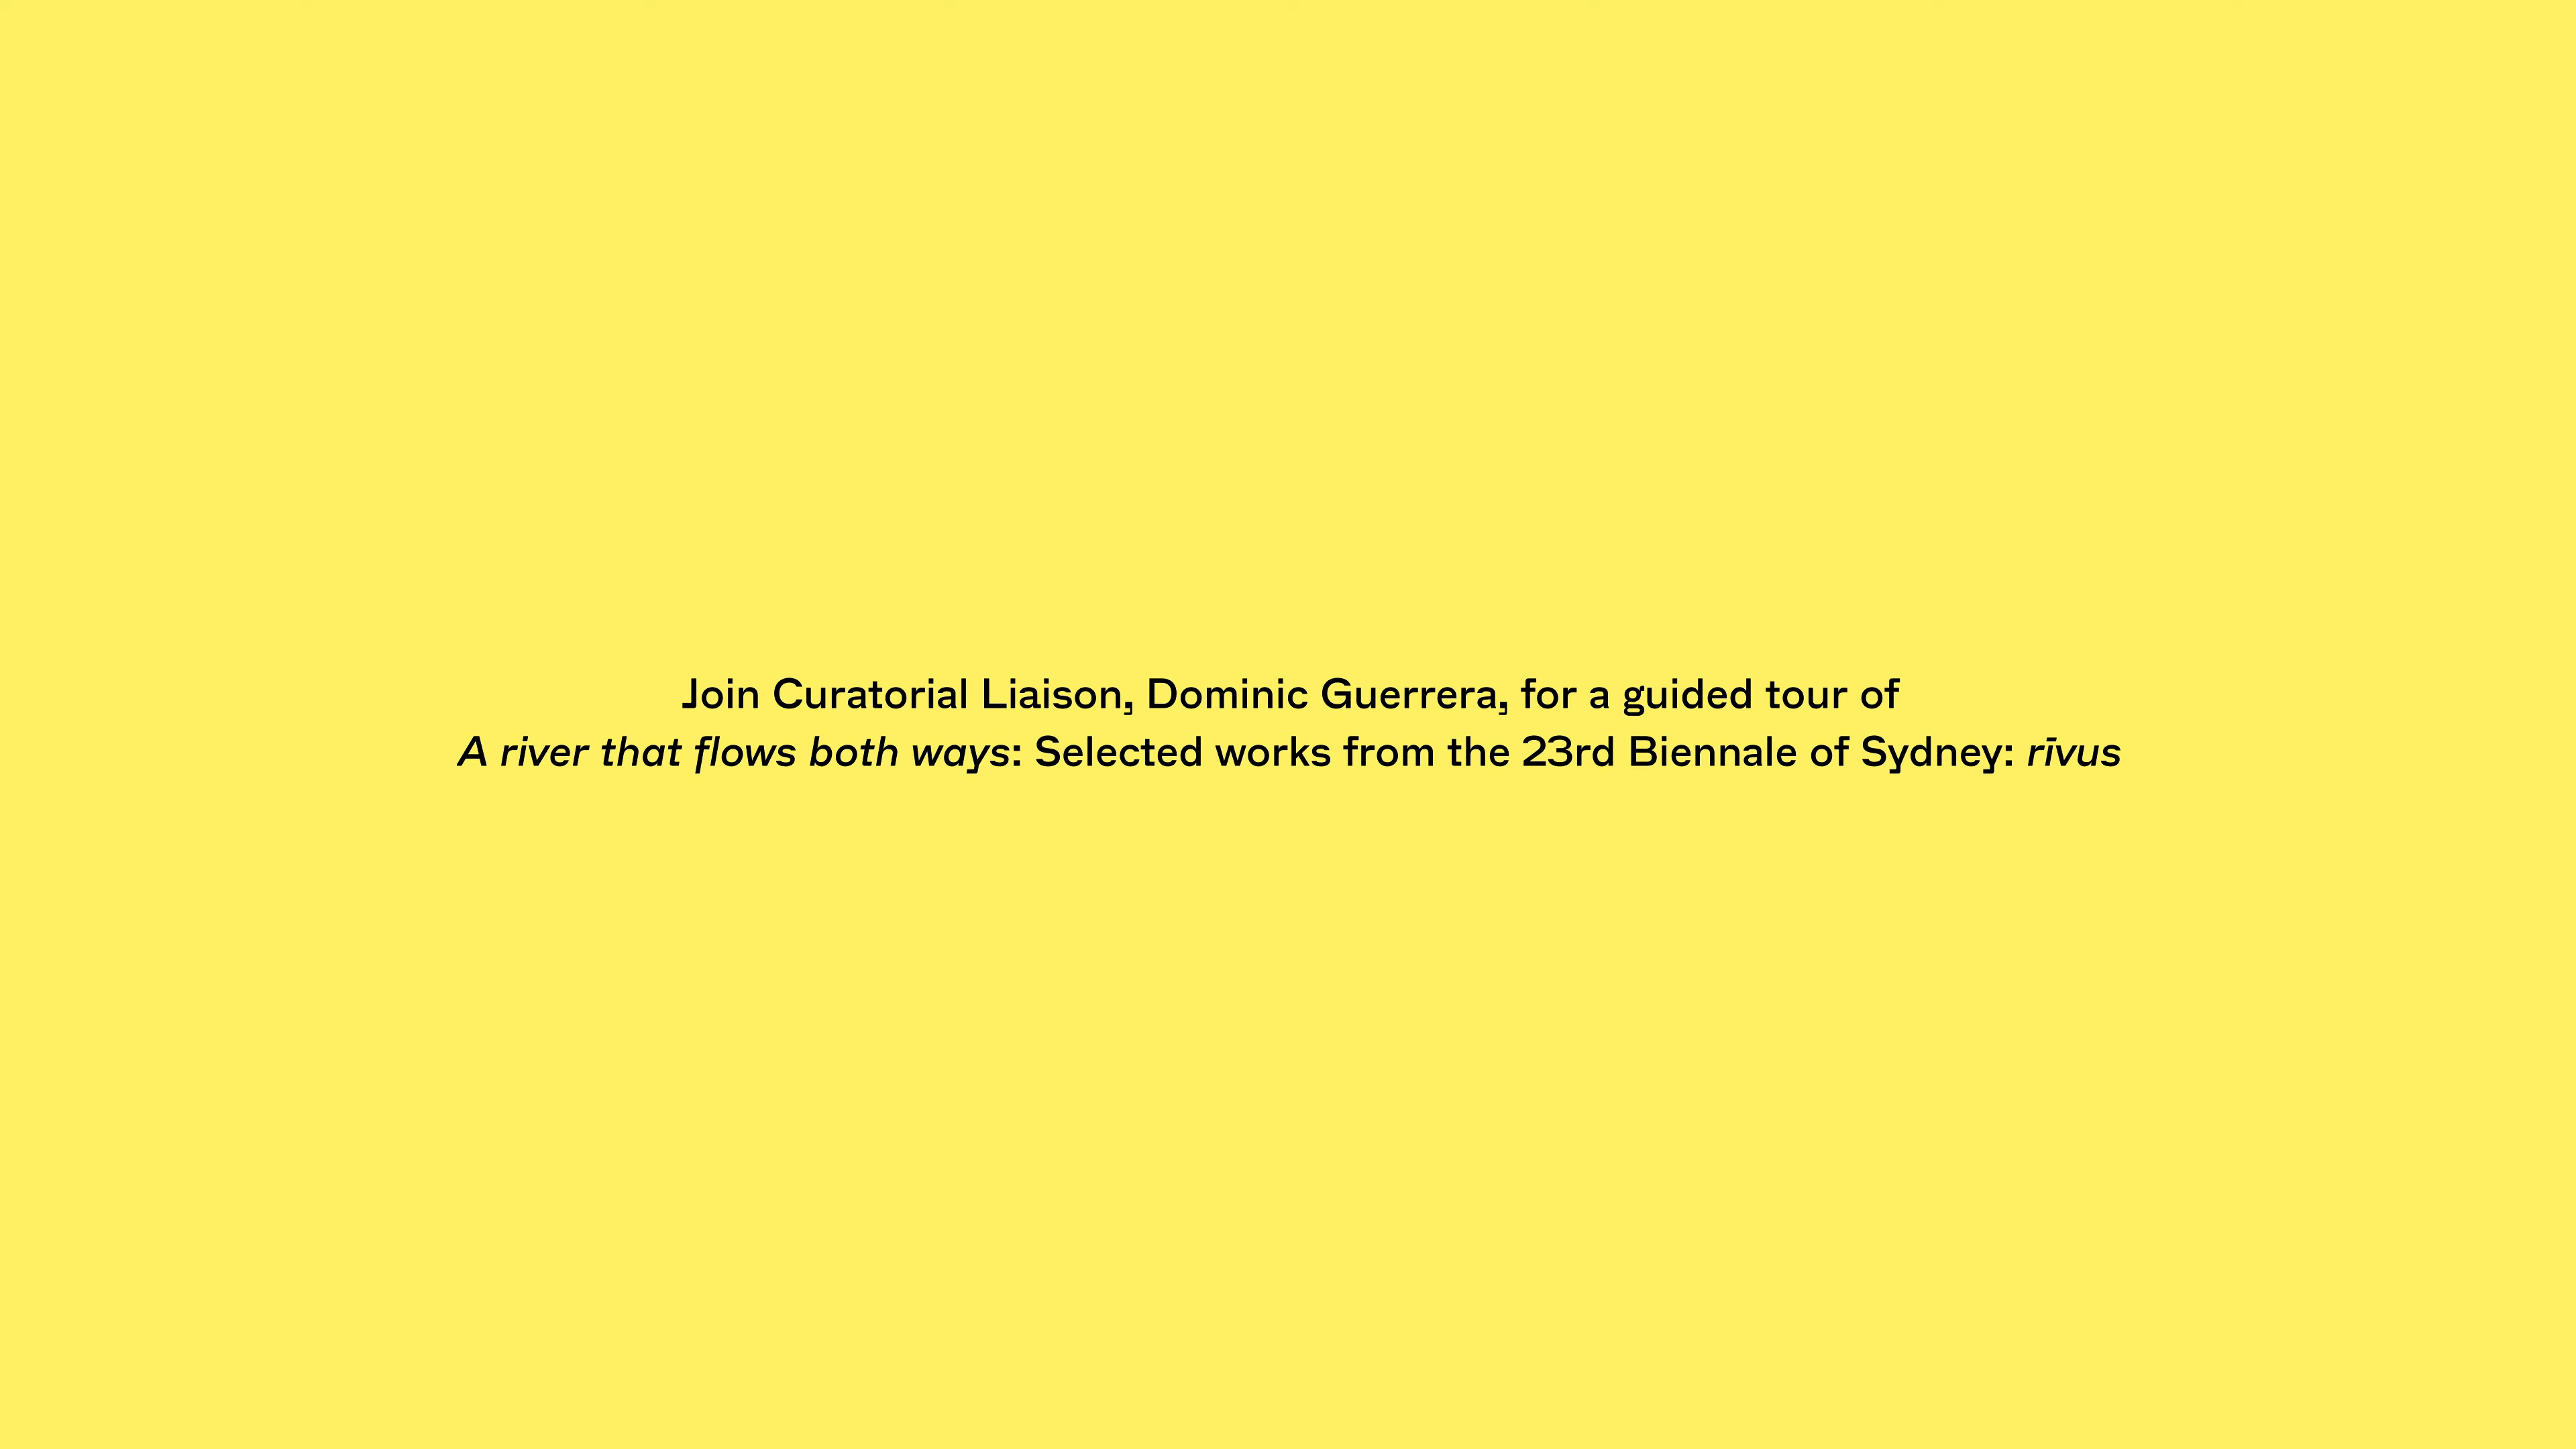 Join Curatorial Liaison, Dominic Guerrera, for a guided tour of
A river that flows both ways: Selected works from the 23rd Biennale of Sydney: rīvus